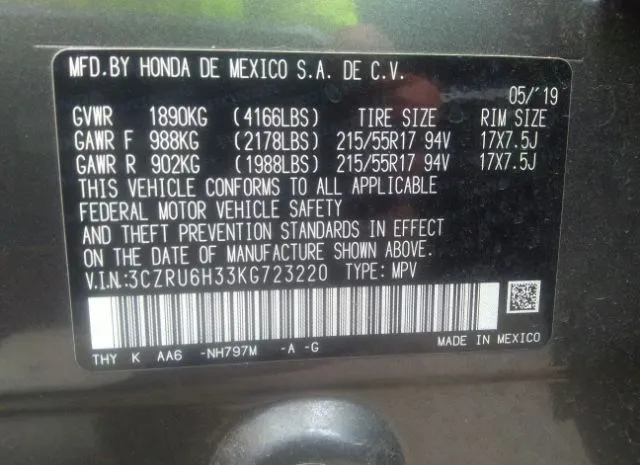 MFD.BY HONDA DE MEXICO S.A. DE C.V.
05/'19
GVWR 1890KG (4166LBS) TIRE SIZE RIM SIZE
GAWR F 988KG (2178LBS) 215/55R17 94V 17X7.5J
GAWR R 902KG (1988LBS) 215/55R17 94V 17X7.5J
THIS VEHICLE CONFORMS TO ALL APPLICABLE
FEDERAL MOTOR VEHICLE SAFETY
AND THEFT PREVENTION STANDARDS IN EFFECT
ON THE DATE OF MANUFACTURE SHOWN ABOVE.
V.I.N.:3CZRU6H33KG723220 TYPE: MPV
THY K AA6 -NH797M -A -G MADE IN MEXICO